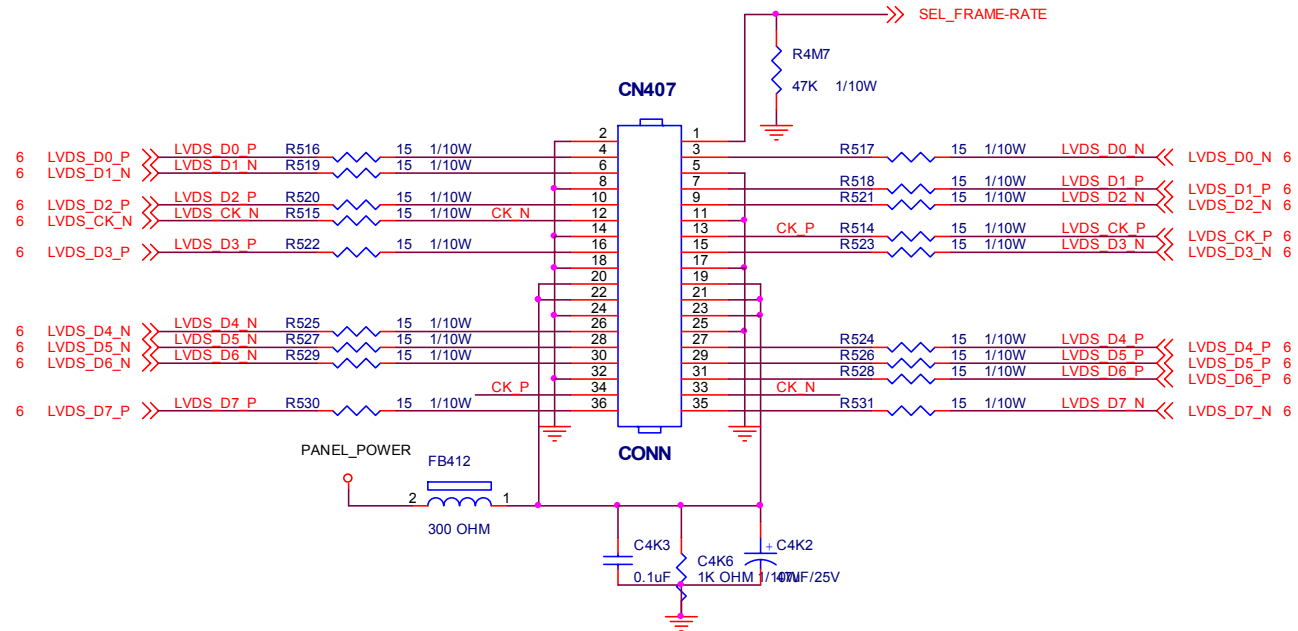 SEL_FRAME-RATE
R4M7
47K 1/10W
CN407
2 1
6 LVDS_D0_P LVDS_D0_P R516 15 1/10W 4 3 R517 15 1/10W LVDS_D0_N LVDS_D0_N 6
6 LVDS_D1_N LVDS_D1_N R519 15 1/10W 6 5
8 7 R518 15 1/10W LVDS_D1_P LVDS_D1_P 6
6 LVDS_D2_P LVDS_D2_P R520 15 1/10W 10 9 R521 15 1/10W LVDS_D2_N LVDS_D2_N 6
6 LVDS_CK_N LVDS_CK_N R515 15 1/10W CK_N 12 11
14 13 CK_P R514 15 1/10W LVDS_CK_P LVDS_CK_P 6
6 LVDS_D3_P LVDS_D3_P R522 15 1/10W 16 15 R523 15 1/10W LVDS_D3_N LVDS_D3_N 6
18 17
20 19
22 21
24 23
6 LVDS_D4_N LVDS_D4_N R525 15 1/10W 26 25
6 LVDS_D5_N LVDS_D5_N R527 15 1/10W 28 27 R524 15 1/10W LVDS_D4_P LVDS_D4_P 6
6 LVDS_D6_N LVDS_D6_N R529 15 1/10W 30 29 R526 15 1/10W LVDS_D5_P LVDS_D5_P 6
32 31 R528 15 1/10W LVDS_D6_P LVDS_D6_P 6
CK_P 34 33 CK_N
6 LVDS_D7_P LVDS_D7_P R530 15 1/10W 36 35 R531 15 1/10W LVDS_D7_N LVDS_D7_N 6
CONN
PANEL_POWER
FB412
2 1
300 OHM
C4K3
0.1uF
C4K6
1K OHM 1/10W
+ C4K2
47uF/25V